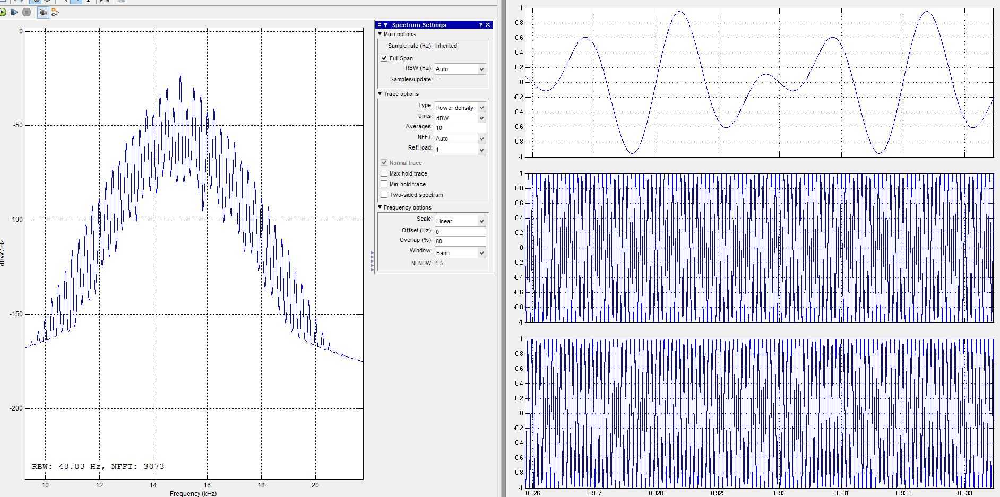 0
-50
-100
-150
-200
dBW / Hz
RBW: 48.83 Hz, NFFT: 3073
10 12 14 16 18 20
Frequency (kHz)
Spectrum Settings
Main options
Sample rate (Hz): Inherited
Full Span
RBW (Hz): Auto
Samples/update: - -
Trace options
Type: Power density
Units: dBW
Averages: 10
NFFT: Auto
Ref. load: 1
Normal trace
Max hold trace
Min-hold trace
Two-sided spectrum
Frequency options
Scale: Linear
Offset (Hz): 0
Overlap (%): 80
Window: Hann
NENBW: 1.5
1
0.8
0.6
0.4
0.2
0
-0.2
-0.4
-0.6
-0.8
-1
1
0.8
0.6
0.4
0.2
0
-0.2
-0.4
-0.6
-0.8
-1
1
0.8
0.6
0.4
0.2
0
-0.2
-0.4
-0.6
-0.8
-1
0.926 0.927 0.928 0.929 0.93 0.931 0.932 0.933